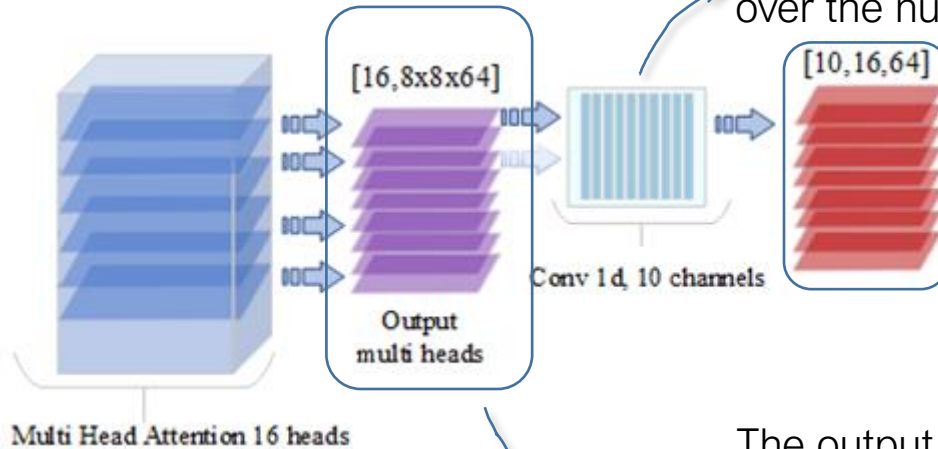 over the
[16,8x8x64]
[10,16,64]
Conv 1d, 10 channels
Output
multi heads
Multi Head Attention 16 heads
The output